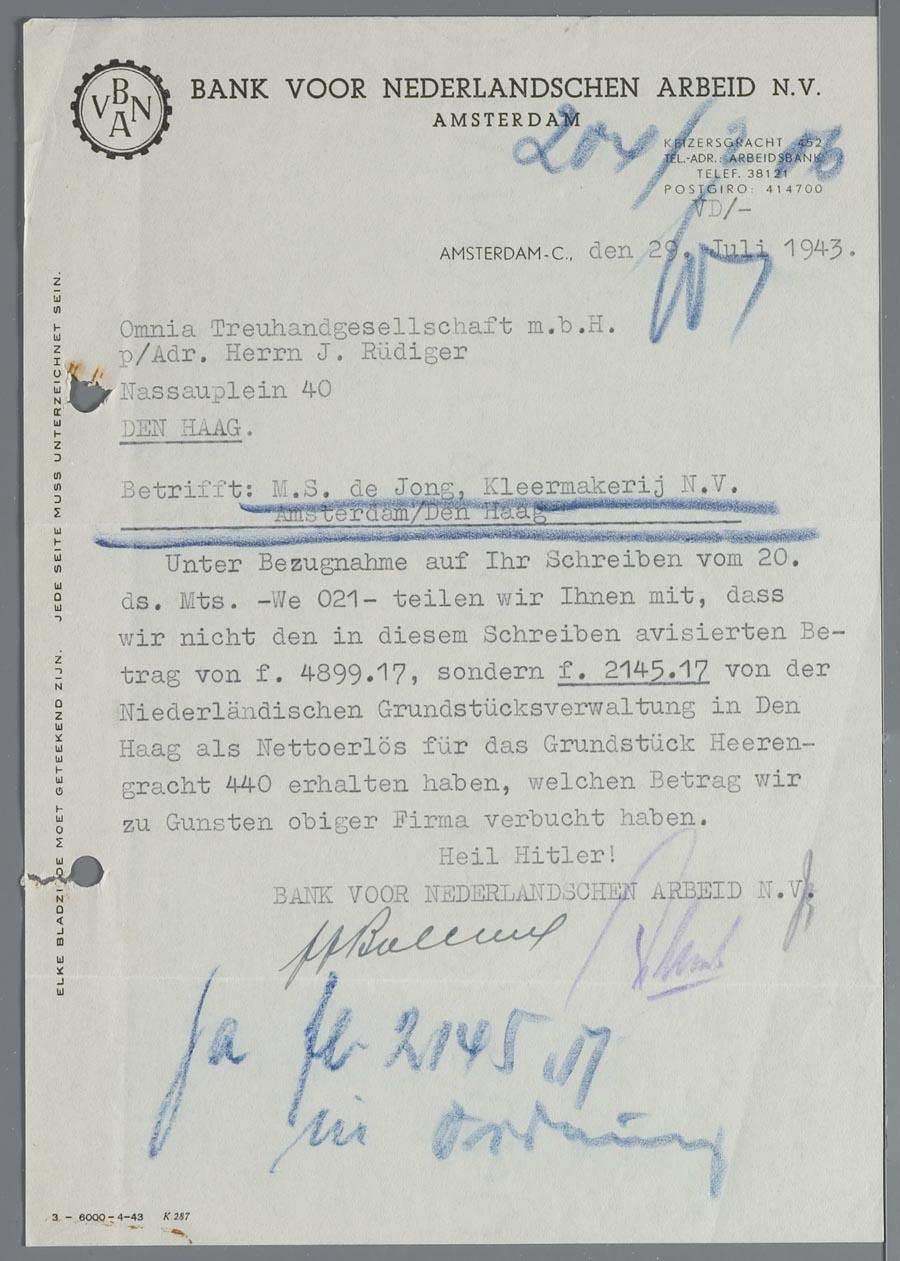 B
V N
A
BANK VOOR NEDERLANDSCHEN ARBEID N.V.
AMSTERDAM
KEIZERSGRACHT 452
TEL.-ADR.: ARBEIDSBANK
TELEF. 38121
POSTGIRO: 414700
VD/-
AMSTERDAM-C., den 29. Juli 1943.
Omnia Treuhandgesellschaft m.b.H.
p/Adr. Herrn J. Rüdiger
Nassauplein 40
DEN HAAG.
Betrifft: M.S. de Jong, Kleermakerij N.V.
Amsterdam/Den Haag
Unter Bezugnahme auf Ihr Schreiben vom 20.
ds. Mts. -We 021- teilen wir Ihnen mit, dass
wir nicht den in diesem Schreiben avisierten Be-
trag von f. 4899.17, sondern f. 2145.17 von der
Niederländischen Grundstücksverwaltung in Den
Haag als Nettoerlös für das Grundstück Heeren-
gracht 440 erhalten haben, welchen Betrag wir
zu Gunsten obiger Firma verbucht haben.
Heil Hitler!
BANK VOOR NEDERLANDSCHEN ARBEID N.V.
ja fl 2145.17
in Ordnung
ELKE BLADZIJDE MOET GETEEKEND ZIJN. JEDE SEITE MUSS UNTERZEICHNET SEIN.
3 - 6000-4-43 K 287